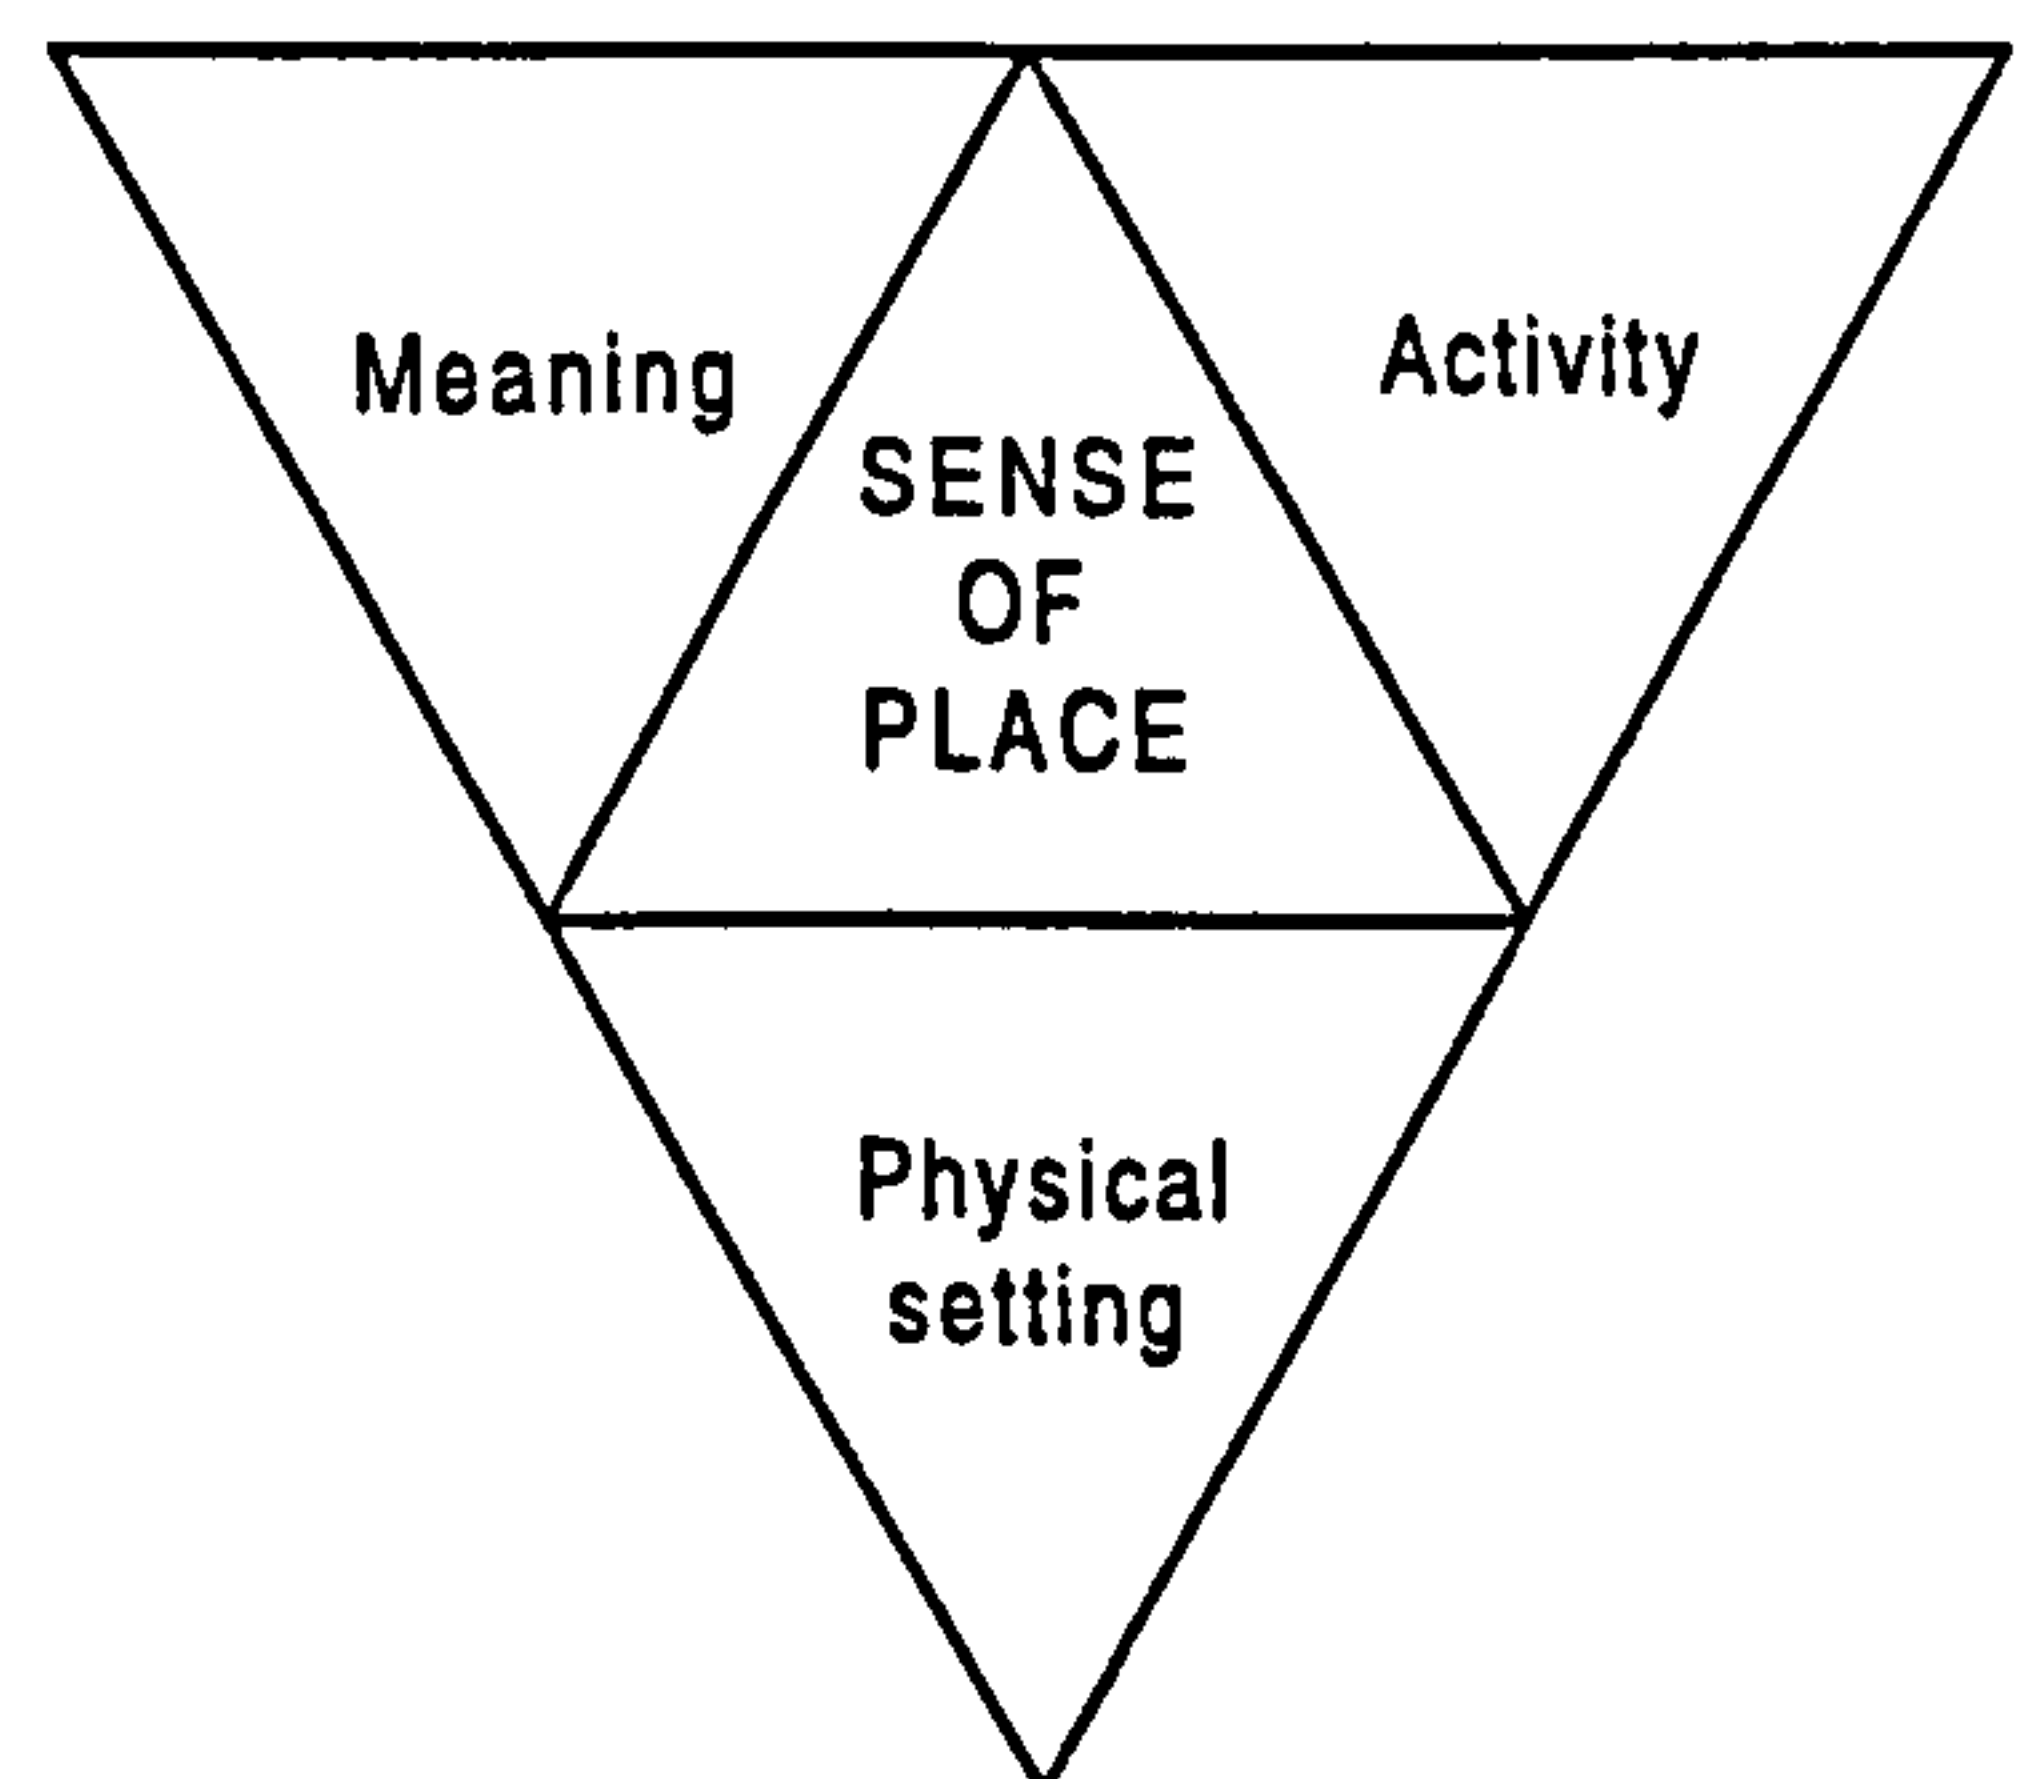 Meaning
Activity
SENSE
OF
PLACE
Physical
setting